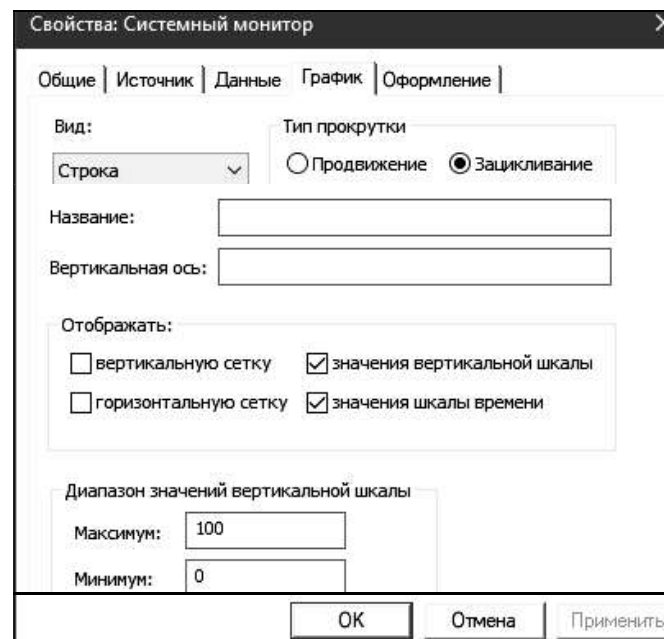 Свойства: Системный монитор
Общие Источник Данные График Оформление
Вид: Тип прокрутки
Строка Продвижение Зацикливание
Название:
Вертикальная ось:
Отображать:
вертикальную сетку значения вертикальной шкалы
горизонтальную сетку значения шкалы времени
Диапазон значений вертикальной шкалы
Максимум: 100
Минимум: 0
OK Отмена Применить